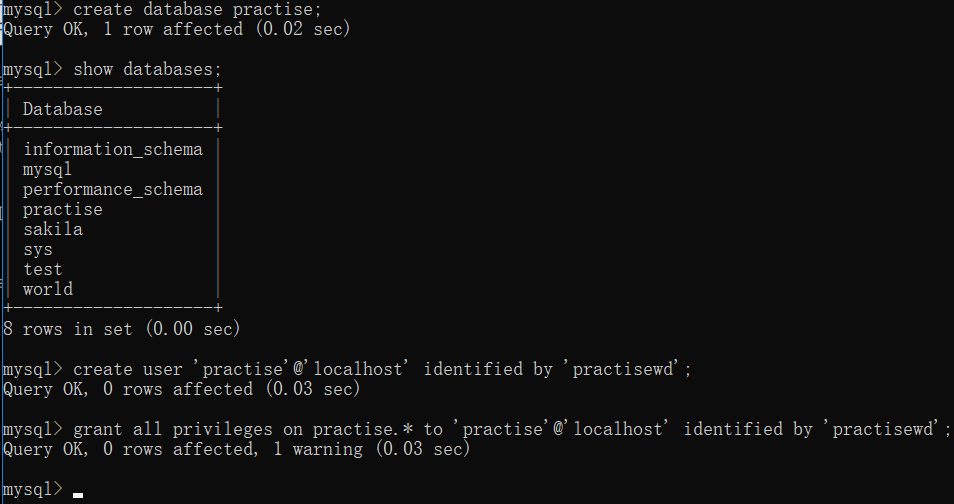 mysql> create database practise;
Query OK, 1 row affected (0.02 sec)
mysql> show databases;
+--------------------+
| Database           |
+--------------------+
| information_schema |
| mysql              |
| performance_schema |
| practise           |
| sakila             |
| sys                |
| test               |
| world              |
+--------------------+
8 rows in set (0.00 sec)
mysql> create user 'practise'@'localhost' identified by 'practisewd';
Query OK, 0 rows affected (0.03 sec)
mysql> grant all privileges on practise.* to 'practise'@'localhost' identified by 'practisewd';
Query OK, 0 rows affected, 1 warning (0.03 sec)
mysql>